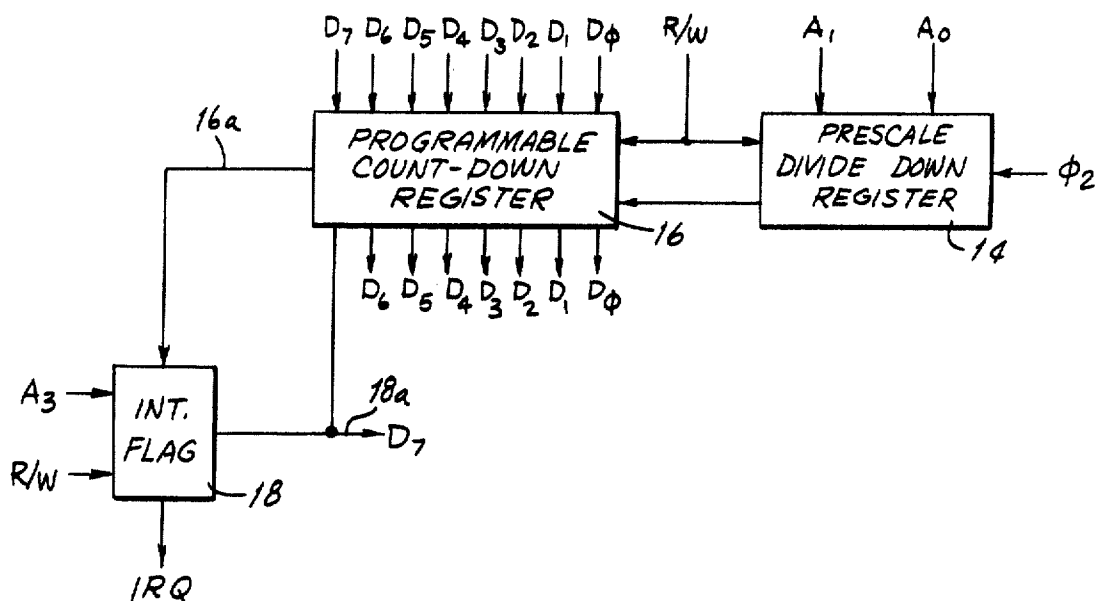 D7 D6 D5 D4 D3 D2 D1 Dϕ R/W A1 A0
16a
PROGRAMMABLE
COUNT-DOWN
REGISTER
16
PRESCALE
DIVIDE DOWN
REGISTER
14
ϕ2
D6 D5 D4 D3 D2 D1 Dϕ
A3
R/W
INT.
FLAG
18
18a
D7
IRQ